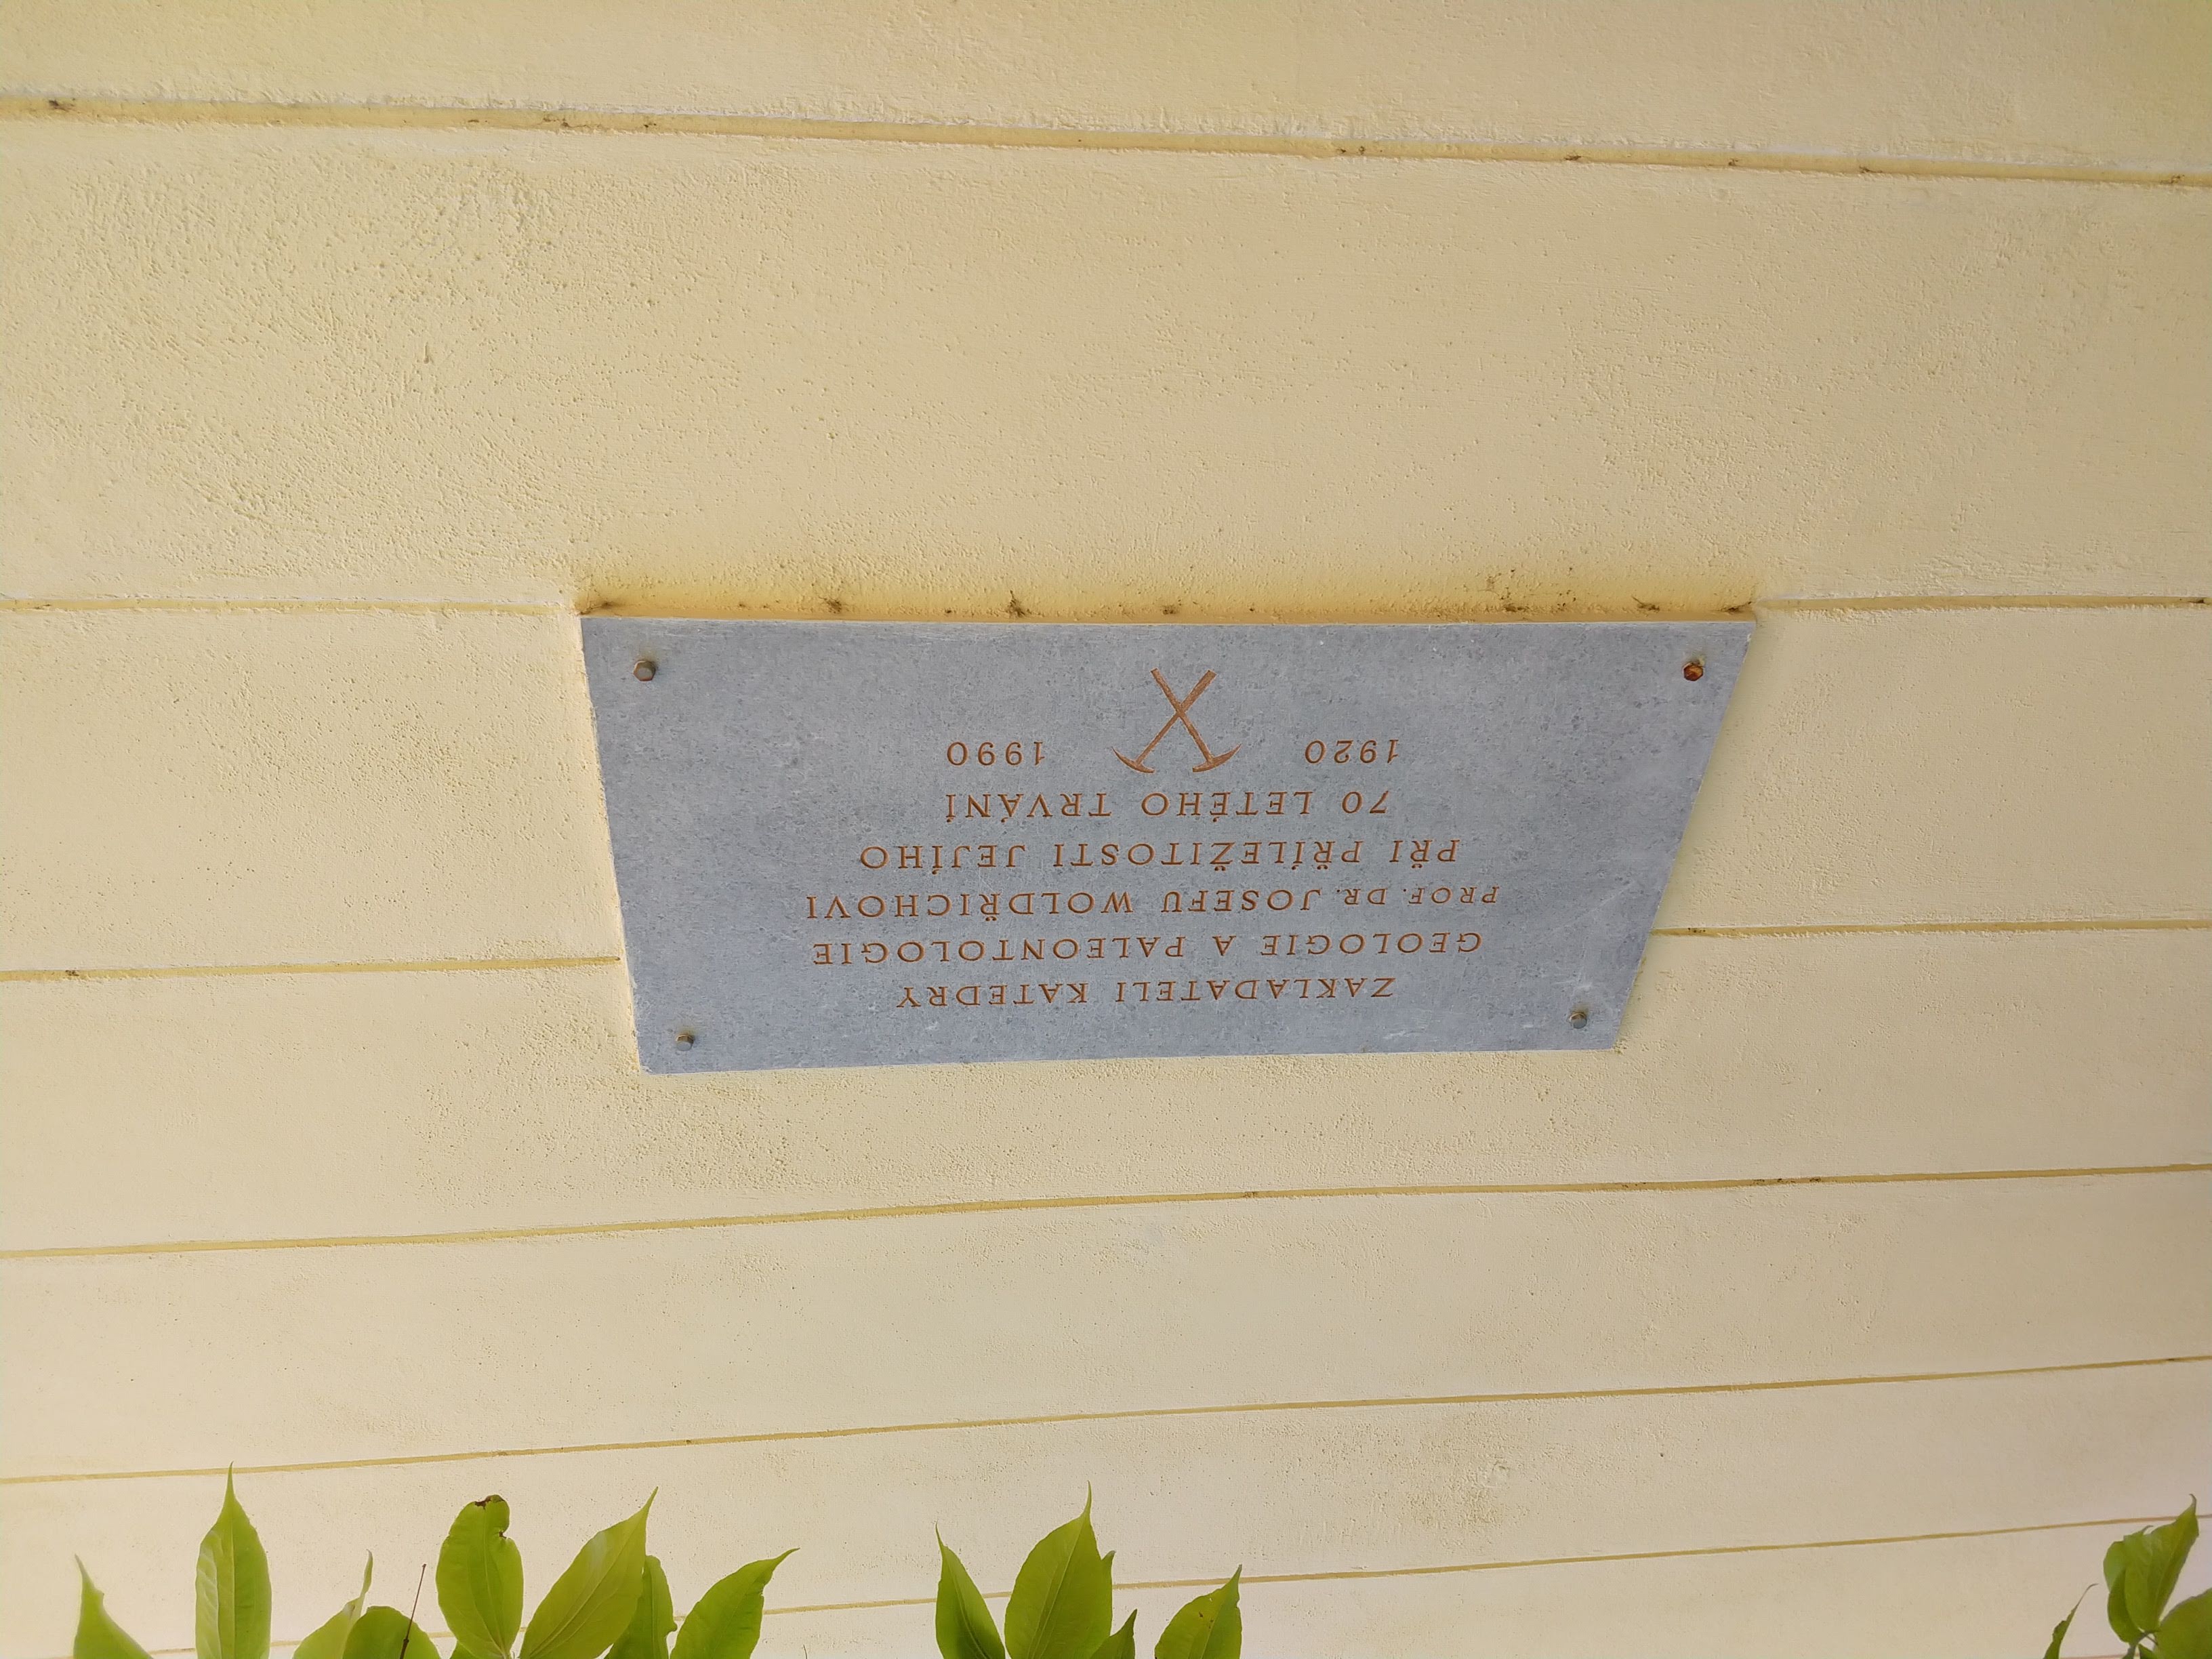 ZAKLADATELI KATEDRY
GEOLOGIE A PALEONTOLOGIE
PROF. DR. JOSEFU WOLDŘICHOVI
PŘI PŘÍLEŽITOSTI JEJÍHO
70 LETÉHO TRVÁNÍ
1920 1990